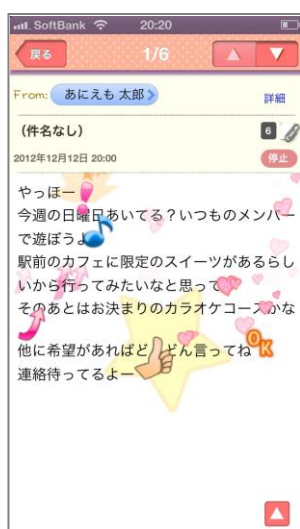 SoftBank 20:20
戻る 1/6
From: あにえも 太郎 詳細
(件名なし) 6
2012年12月12日 20:00 停止
やっほー
今週の日曜日あいてる？いつものメンバー
で遊ぼうよ
駅前のカフェに限定のスイーツがあるらし
いから行ってみたいなと思って
そのあとはお決まりのカラオケコースかな
他に希望があればどんどん言ってね OK
連絡待ってるよー